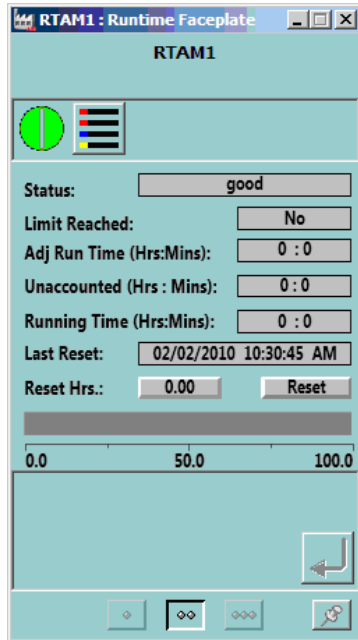 RTAM1 : Runtime Faceplate
RTAM1
Status: good
Limit Reached: No
Adj Run Time (Hrs:Mins): 0 : 0
Unaccounted (Hrs : Mins): 0 : 0
Running Time (Hrs:Mins): 0 : 0
Last Reset: 02/02/2010 10:30:45 AM
Reset Hrs.: 0.00 Reset
0.0 50.0 100.0